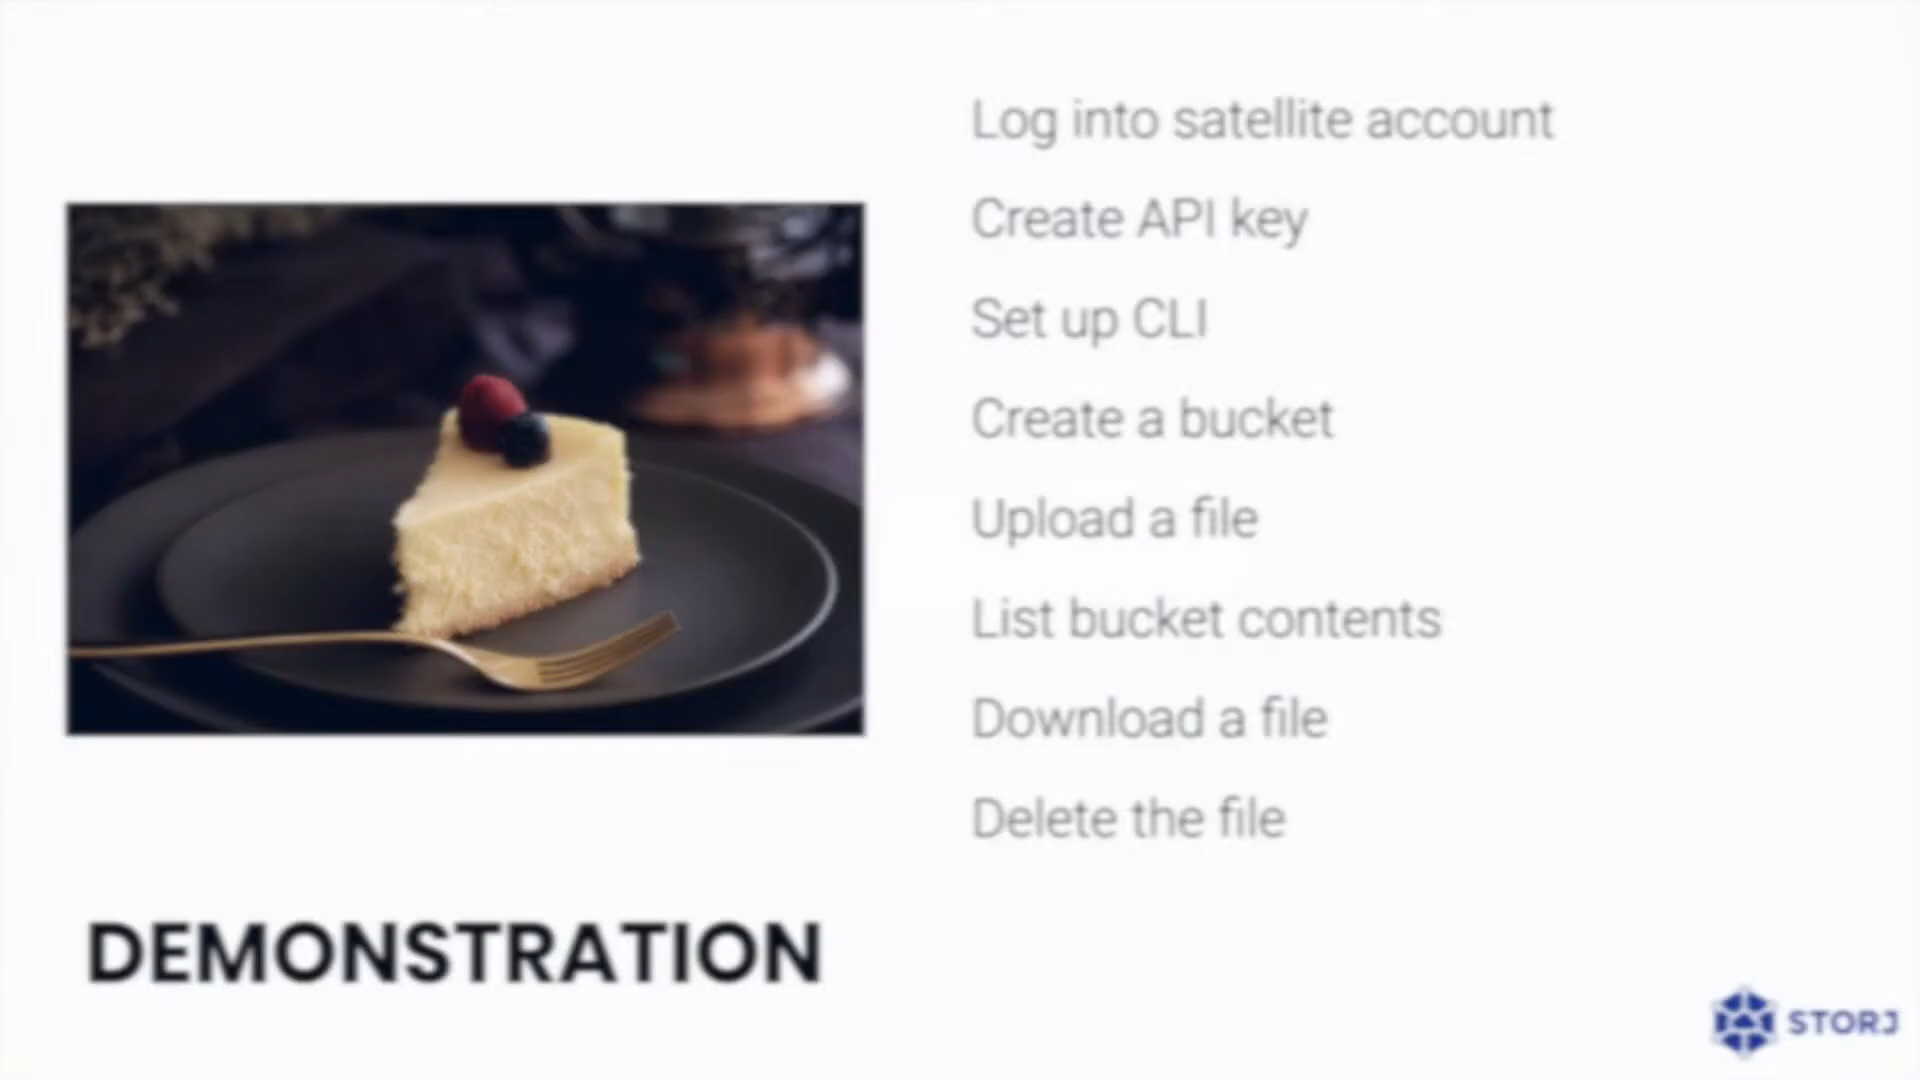 Log into satellite account
Create API key
Set up CLI
Create a bucket
Upload a file
List bucket contents
Download a file
Delete the file
DEMONSTRATION
STORJ